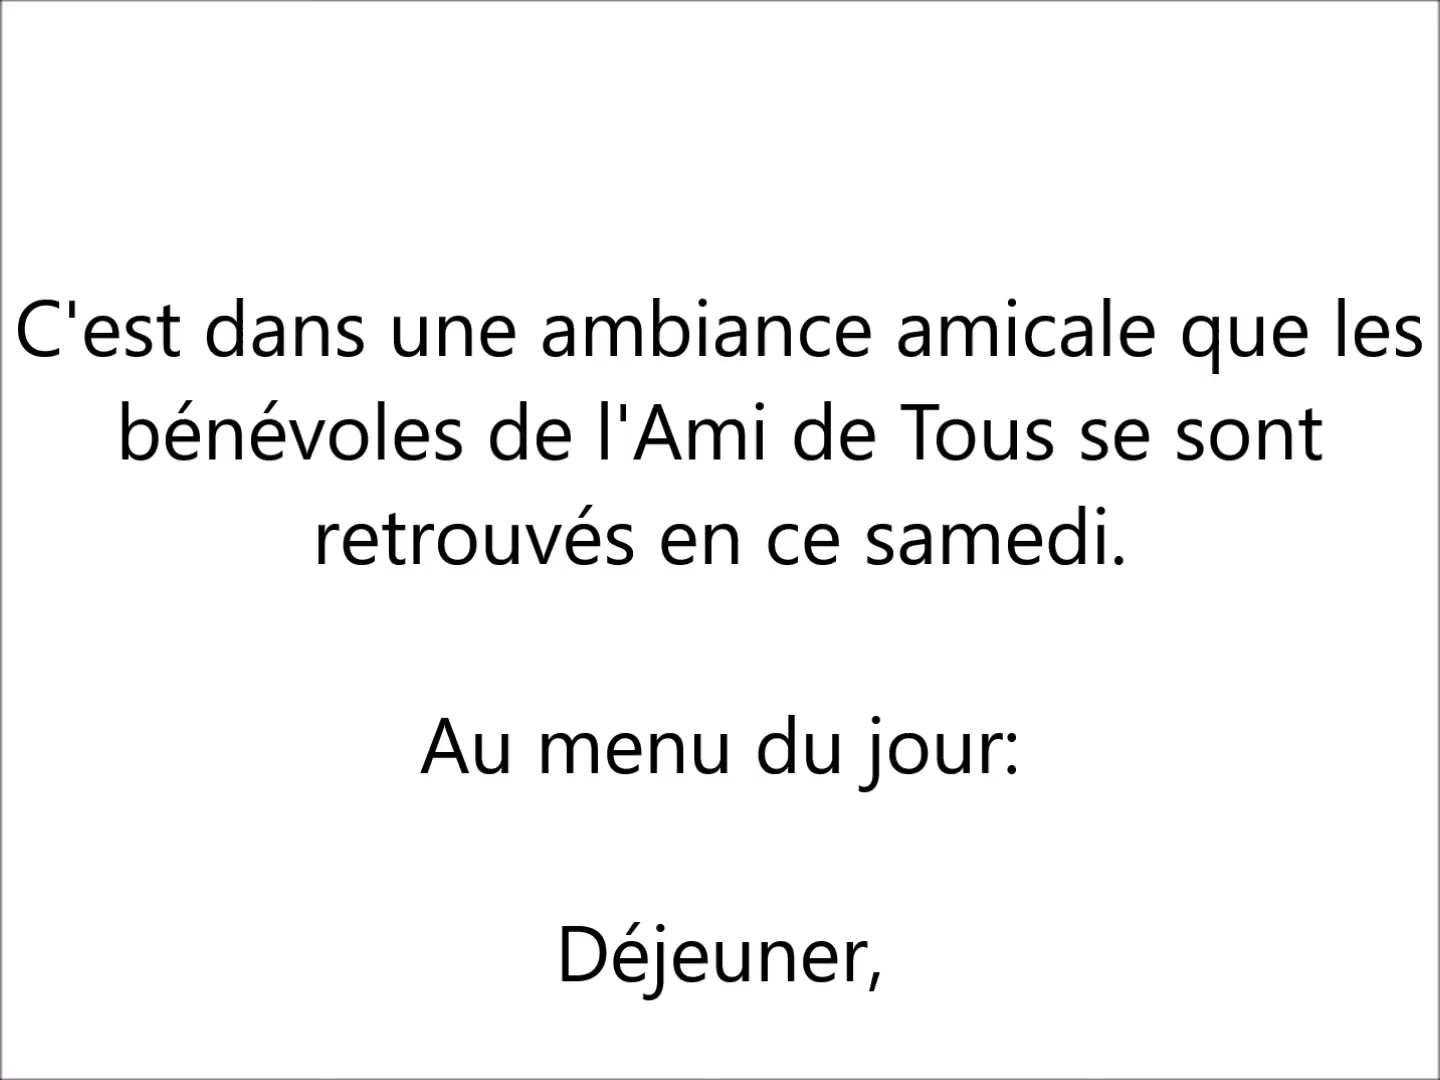 C'est dans une ambiance amicale que les
bénévoles de l'Ami de Tous se sont
retrouvés en ce samedi.
Au menu du jour:
Déjeuner,